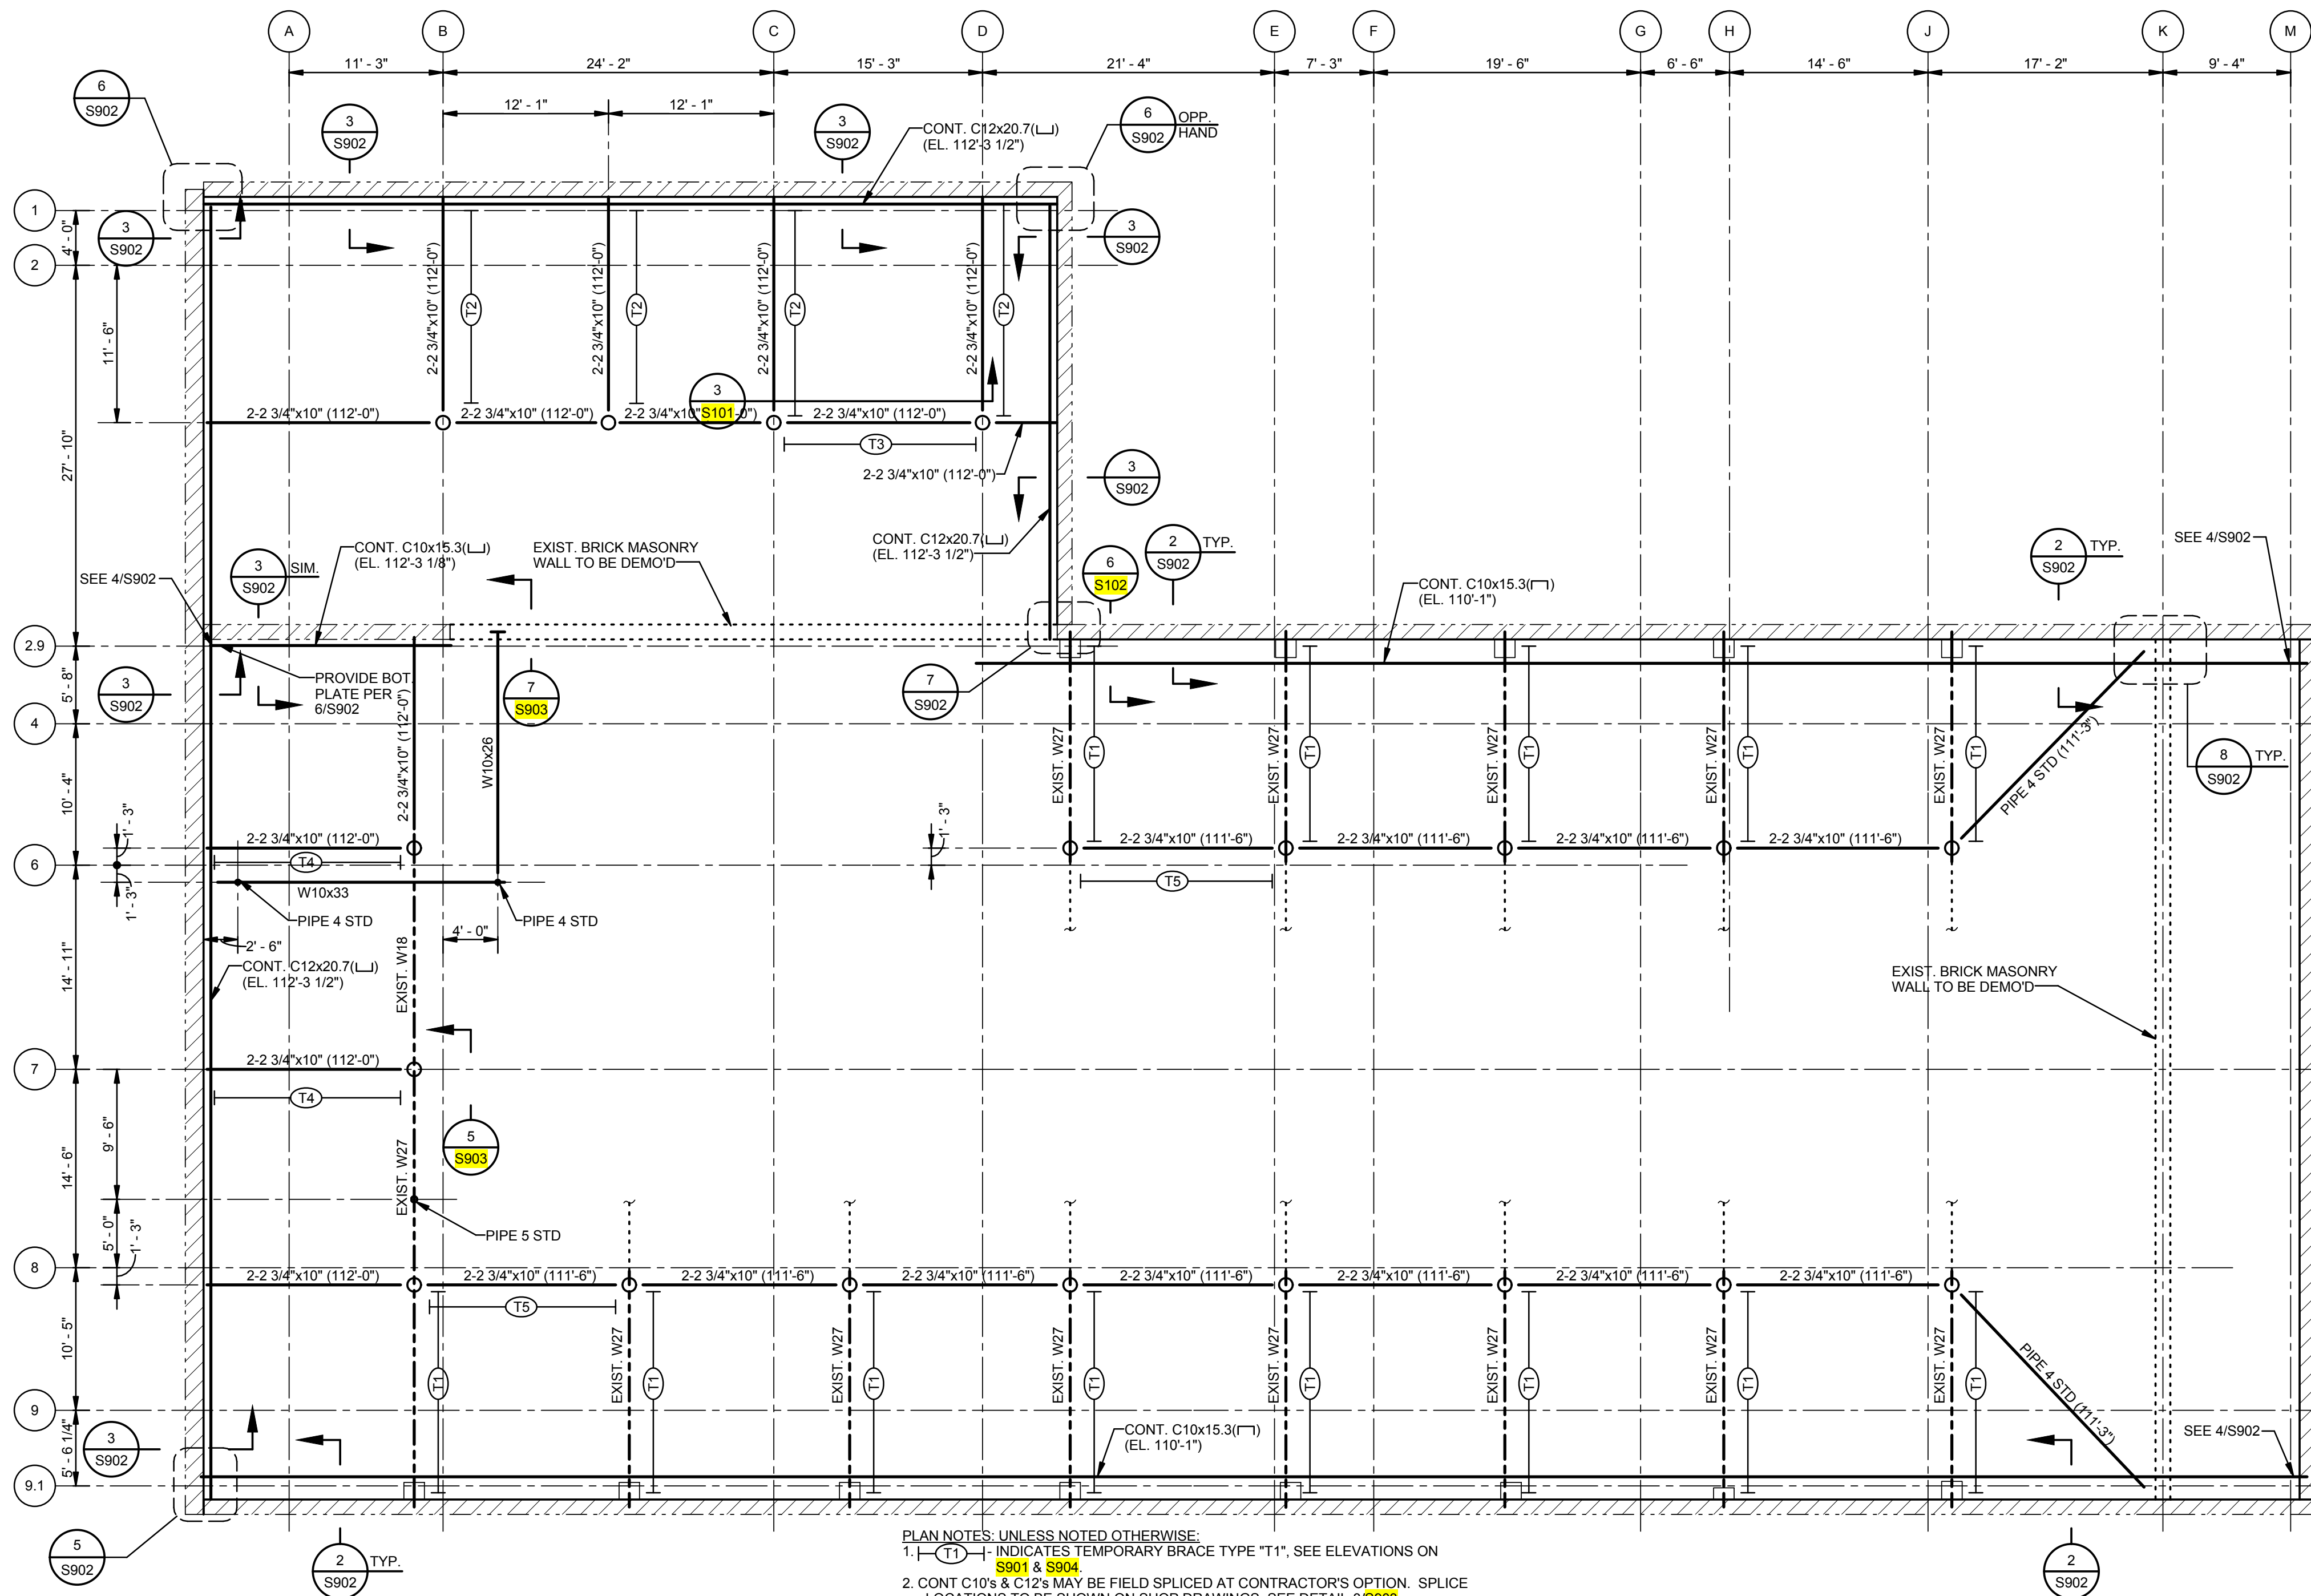 A B C D E F G H J K M
11' - 3" 24' - 2" 15' - 3" 21' - 4" 7' - 3" 19' - 6" 6' - 6" 14' - 6" 17' - 2" 9' - 4"
12' - 1" 12' - 1"
6
S902
3
S902
3
S902
CONT. C12x20.7
(EL. 112'-3 1/2")
6
S902
OPP.
HAND
1
4' - 0"
2
3
S902
3
S902
2-2 3/4"x10" (112'-0")
2-2 3/4"x10" (112'-0")
2-2 3/4"x10" (112'-0")
2-2 3/4"x10" (112'-0")
T2
T2
T2
T2
11' - 6"
27' - 10"
3
S101
2-2 3/4"x10" (112'-0")
2-2 3/4"x10" (112'-0")
2-2 3/4"x10" -0")
2-2 3/4"x10" (112'-0")
T3
2-2 3/4"x10" (112'-0")
3
S902
SEE 4/S902
3
S902
SIM.
CONT. C10x15.3
(EL. 112'-3 1/8")
EXIST. BRICK MASONRY
WALL TO BE DEMO'D
CONT. C12x20.7
(EL. 112'-3 1/2")
6
S102
2
S902
TYP.
CONT. C10x15.3
(EL. 110'-1")
2
S902
TYP.
SEE 4/S902
2.9
5' - 8"
4
3
S902
PROVIDE BOT.
PLATE PER
6/S902
2-2 3/4"x10" (112'-0")
W10x26
7
S903
7
S902
EXIST. W27
EXIST. W27
EXIST. W27
EXIST. W27
EXIST. W27
T1
T1
T1
T1
T1
PIPE 4 STD (111'-3")
8
S902
TYP.
10' - 4"
1' - 3"
6
1' - 3"
2-2 3/4"x10" (112'-0")
T4
W10x33
PIPE 4 STD
PIPE 4 STD
2' - 6"
4' - 0"
1' - 3"
2-2 3/4"x10" (111'-6")
2-2 3/4"x10" (111'-6")
2-2 3/4"x10" (111'-6")
2-2 3/4"x10" (111'-6")
T5
14' - 11"
CONT. C12x20.7
(EL. 112'-3 1/2")
EXIST. W18
EXIST. BRICK MASONRY
WALL TO BE DEMO'D
7
2-2 3/4"x10" (112'-0")
T4
5
S903
9' - 6"
14' - 6"
EXIST. W27
5' - 0"
1' - 3"
PIPE 5 STD
8
2-2 3/4"x10" (112'-0")
2-2 3/4"x10" (111'-6")
2-2 3/4"x10" (111'-6")
2-2 3/4"x10" (111'-6")
2-2 3/4"x10" (111'-6")
2-2 3/4"x10" (111'-6")
2-2 3/4"x10" (111'-6")
2-2 3/4"x10" (111'-6")
T5
10' - 5"
T1
EXIST. W27
T1
EXIST. W27
T1
EXIST. W27
T1
EXIST. W27
T1
EXIST. W27
T1
EXIST. W27
T1
EXIST. W27
T1
PIPE 4 STD (111'-3")
9
5' - 6 1/4"
9.1
3
S902
CONT. C10x15.3
(EL. 110'-1")
SEE 4/S902
5
S902
2
S902
TYP.
2
S902
PLAN NOTES: UNLESS NOTED OTHERWISE:
1. T1 - INDICATES TEMPORARY BRACE TYPE "T1", SEE ELEVATIONS ON
S901 & S904.
2. CONT C10's & C12's MAY BE FIELD SPLICED AT CONTRACTOR'S OPTION. SPLICE
LOCATIONS TO BE SHOWN ON SHOP DRAWINGS. SEE DETAIL